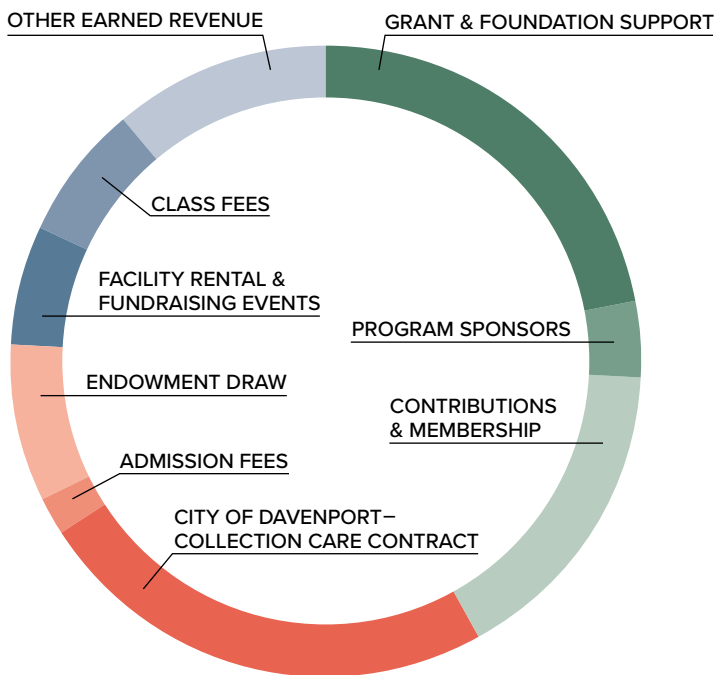 OTHER EARNED REVENUE
GRANT & FOUNDATION SUPPORT
CLASS FEES
FACILITY RENTAL &
FUNDRAISING EVENTS
PROGRAM SPONSORS
ENDOWMENT DRAW
CONTRIBUTIONS
& MEMBERSHIP
ADMISSION FEES
CITY OF DAVENPORT–
COLLECTION CARE CONTRACT